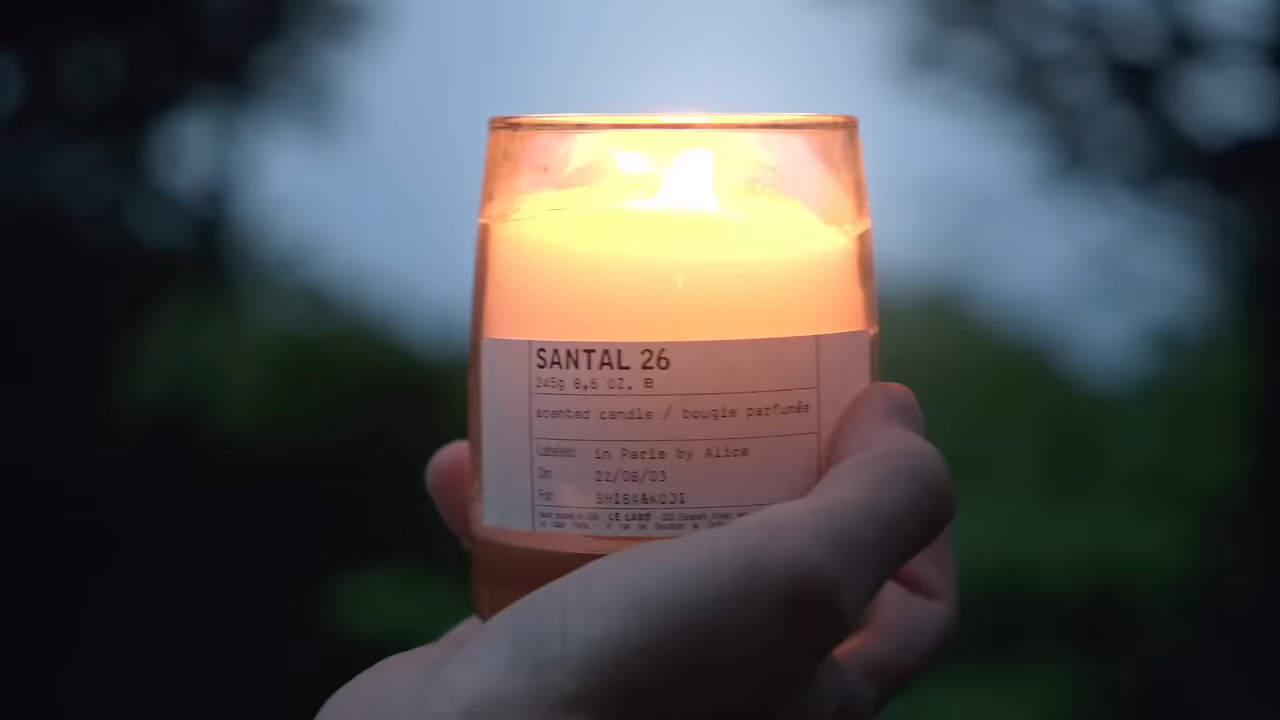 SANTAL 26
245g 8,6 OZ. ℮
scented candle / bougie parfumée
Labeled: in Paris by Alice
On: 22/08/03
For: SHIBA&KOJI
LE LABO